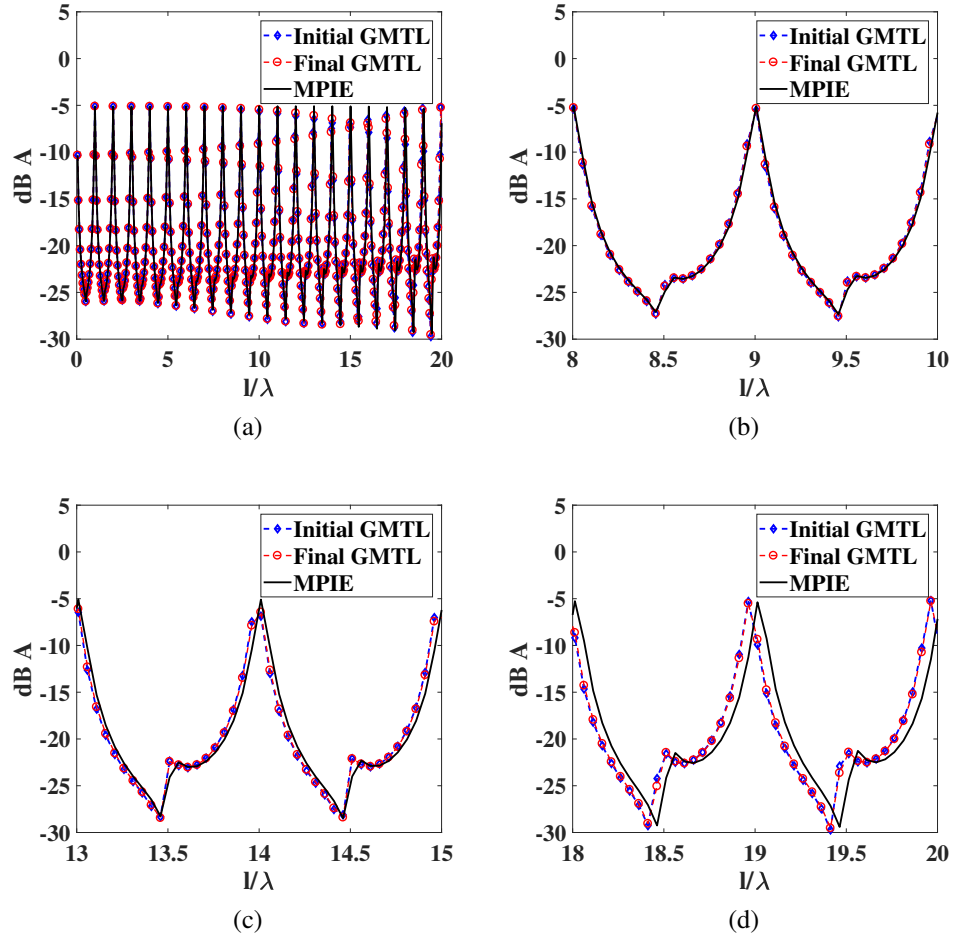 5
0
-5
-10
-15
-20
-25
-30
dB A
Initial GMTL
Final GMTL
MPIE
0 5 10 15 20
l/λ
(a)
5
0
-5
-10
-15
-20
-25
-30
dB A
Initial GMTL
Final GMTL
MPIE
8 8.5 9 9.5 10
l/λ
(b)
5
0
-5
-10
-15
-20
-25
-30
dB A
Initial GMTL
Final GMTL
MPIE
13 13.5 14 14.5 15
l/λ
(c)
5
0
-5
-10
-15
-20
-25
-30
dB A
Initial GMTL
Final GMTL
MPIE
18 18.5 19 19.5 20
l/λ
(d)